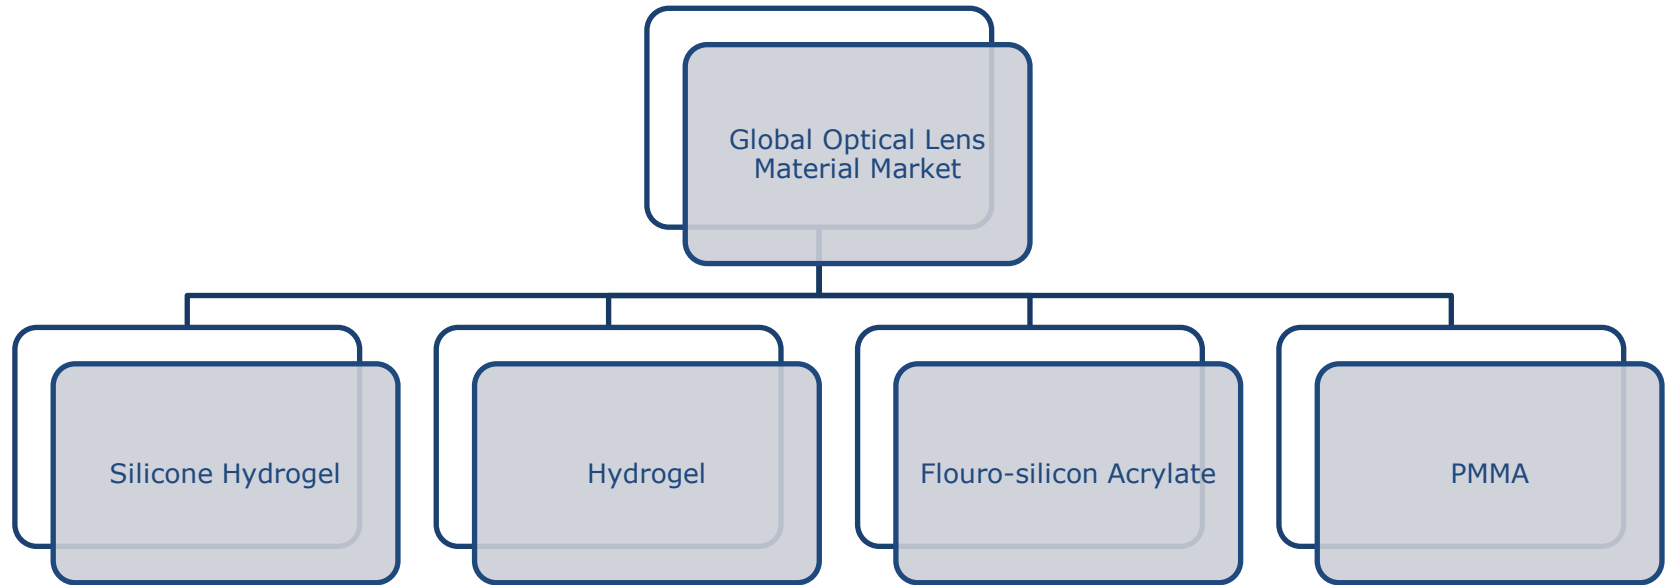 Global Optical Lens
Material Market
Silicone Hydrogel
Hydrogel
Flouro-silicon Acrylate
PMMA